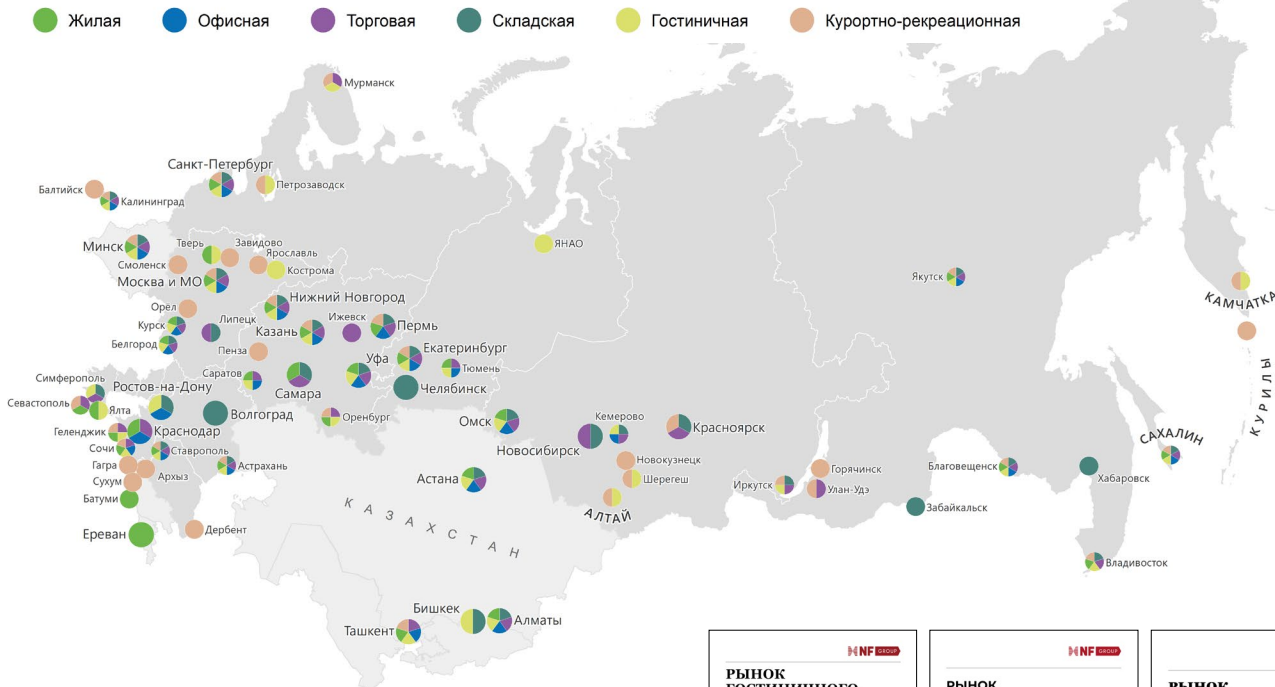 Жилая
Офисная
Торговая
Складская
Гостиничная
Курортно-рекреационная
Мурманск
Санкт-Петербург
Петрозаводск
Балтийск
Калининград
Минск
Тверь
Завидово
Смоленск
Ярославль
Кострома
Москва и МО
ЯНАО
Якутск
КАМЧАТКА
КУРИЛЫ
САХАЛИН
Орёл
Нижний Новгород
Курск
Липецк
Казань
Ижевск
Пермь
Белгород
Пенза
Екатеринбург
Уфа
Тюмень
Саратов
Самара
Челябинск
Симферополь
Ростов-на-Дону
Севастополь
Ялта
Волгоград
Оренбург
Геленджик
Краснодар
Сочи
Ставрополь
Гагра
Архыз
Астрахань
Сухум
Батуми
Ереван
Дербент
Омск
Кемерово
Новосибирск
Красноярск
Новокузнецк
Шерегеш
АЛТАЙ
Астана
КАЗАХСТАН
Горячинск
Иркутск
Улан-Удэ
Благовещенск
Хабаровск
Забайкальск
Владивосток
Бишкек
Алматы
Ташкент
NF GROUP
РЫНОК
ГОСТИНИЧНОГО
NF GROUP
РЫНОК
РЫНОК